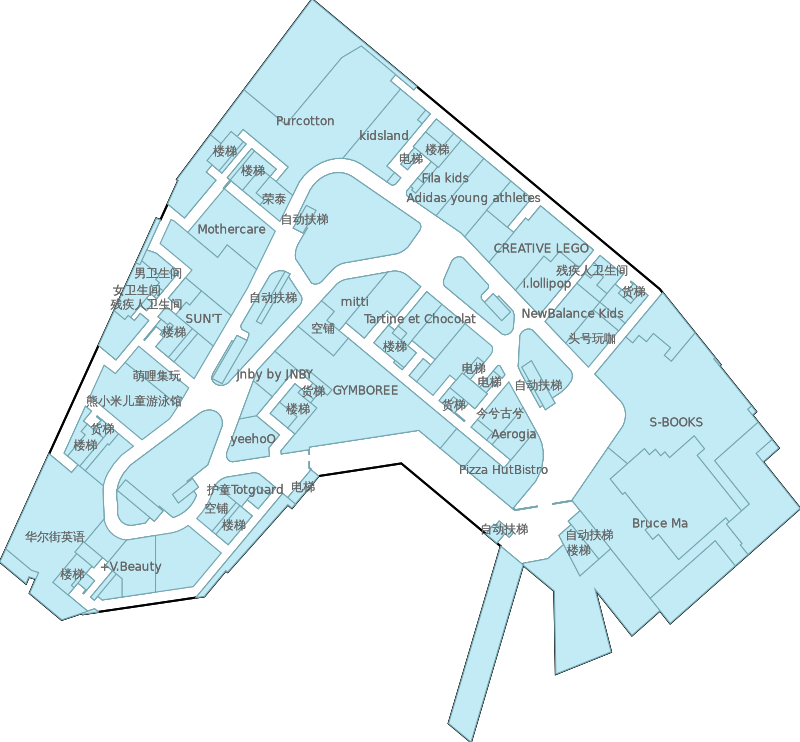 Purcotton
kidsland
楼梯
楼梯
电梯
楼梯
Fila kids
荣泰
Adidas young athletes
自动扶梯
Mothercare
CREATIVE LEGO
男卫生间
残疾人卫生间
女卫生间
i.lollipop
货梯
自动扶梯
残疾人卫生间
mitti
NewBalance Kids
SUN'T
Tartine et Chocolat
空铺
楼梯
头号玩咖
楼梯
萌哩集玩
jnby by JNBY
电梯
电梯
自动扶梯
货梯
GYMBOREE
熊小米儿童游泳馆
货梯
楼梯
今兮古兮
S-BOOKS
货梯
Aerogia
yeehoO
楼梯
Pizza HutBistro
护童Totguard
电梯
空铺
楼梯
Bruce Ma
自动扶梯
华尔街英语
自动扶梯
楼梯
+V.Beauty
楼梯